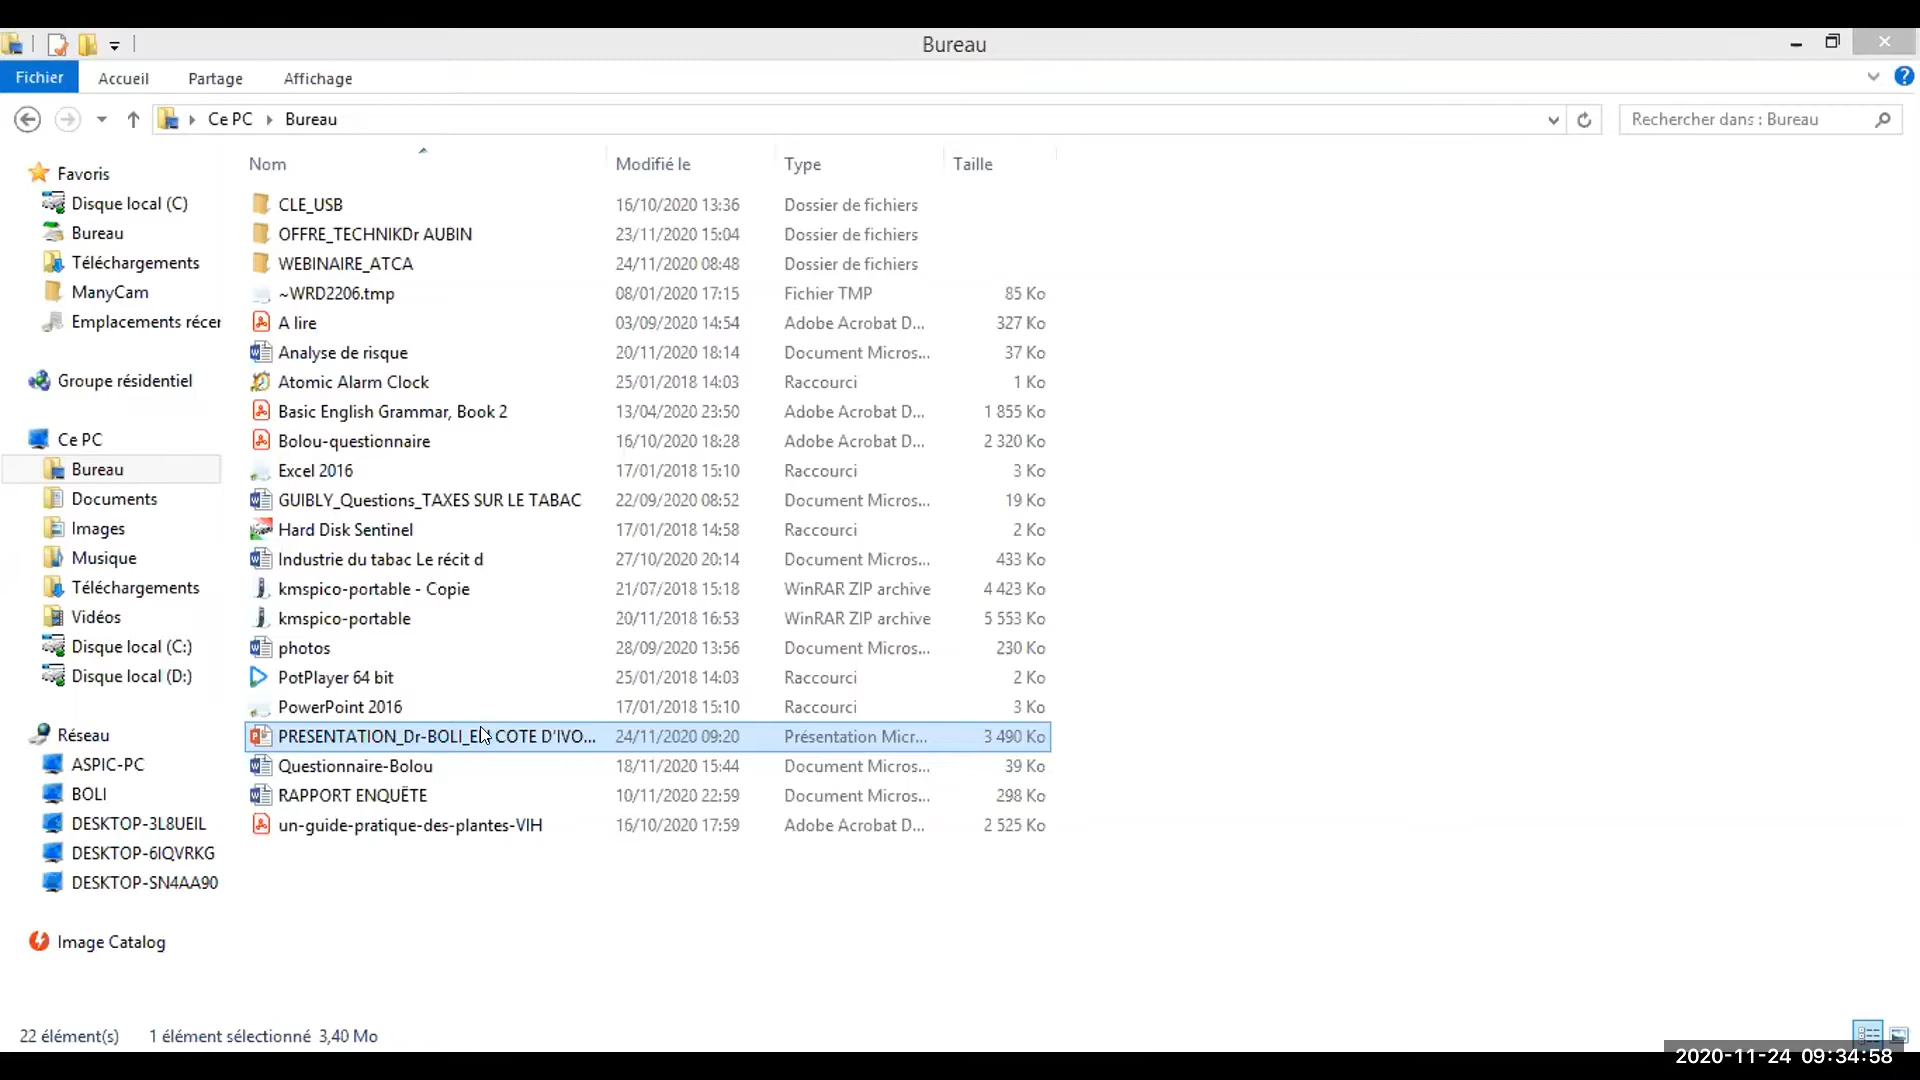 Bureau
Fichier Accueil Partage Affichage
Ce PC Bureau Rechercher dans : Bureau
Nom Modifié le Type Taille
Favoris
Disque local (C)
Bureau
Téléchargements
ManyCam
Emplacements récer
Groupe résidentiel
Ce PC
Bureau
Documents
Images
Musique
Téléchargements
Vidéos
Disque local (C:)
Disque local (D:)
Réseau
ASPIC-PC
BOLI
DESKTOP-3L8UEIL
DESKTOP-6IQVRKG
DESKTOP-SN4AA90
Image Catalog
CLE_USB 16/10/2020 13:36 Dossier de fichiers
OFFRE_TECHNIKDr AUBIN 23/11/2020 15:04 Dossier de fichiers
WEBINAIRE_ATCA 24/11/2020 08:48 Dossier de fichiers
~WRD2206.tmp 08/01/2020 17:15 Fichier TMP 85 Ko
A lire 03/09/2020 14:54 Adobe Acrobat D... 327 Ko
Analyse de risque 20/11/2020 18:14 Document Micros... 37 Ko
Atomic Alarm Clock 25/01/2018 14:03 Raccourci 1 Ko
Basic English Grammar, Book 2 13/04/2020 23:50 Adobe Acrobat D... 1 855 Ko
Bolou-questionnaire 16/10/2020 18:28 Adobe Acrobat D... 2 320 Ko
Excel 2016 17/01/2018 15:10 Raccourci 3 Ko
GUIBLY_Questions_TAXES SUR LE TABAC 22/09/2020 08:52 Document Micros... 19 Ko
Hard Disk Sentinel 17/01/2018 14:58 Raccourci 2 Ko
Industrie du tabac Le récit d 27/10/2020 20:14 Document Micros... 433 Ko
kmspico-portable - Copie 21/07/2018 15:18 WinRAR ZIP archive 4 423 Ko
kmspico-portable 20/11/2018 16:53 WinRAR ZIP archive 5 553 Ko
photos 28/09/2020 13:56 Document Micros... 230 Ko
PotPlayer 64 bit 25/01/2018 14:03 Raccourci 2 Ko
PowerPoint 2016 17/01/2018 15:10 Raccourci 3 Ko
PRESENTATION_Dr-BOLI_E COTE D'IVO... 24/11/2020 09:20 Présentation Micr... 3 490 Ko
Questionnaire-Bolou 18/11/2020 15:44 Document Micros... 39 Ko
RAPPORT ENQUËTE 10/11/2020 22:59 Document Micros... 298 Ko
un-guide-pratique-des-plantes-VIH 16/10/2020 17:59 Adobe Acrobat D... 2 525 Ko
22 élément(s) 1 élément sélectionné 3,40 Mo
2020-11-24 09:34:58